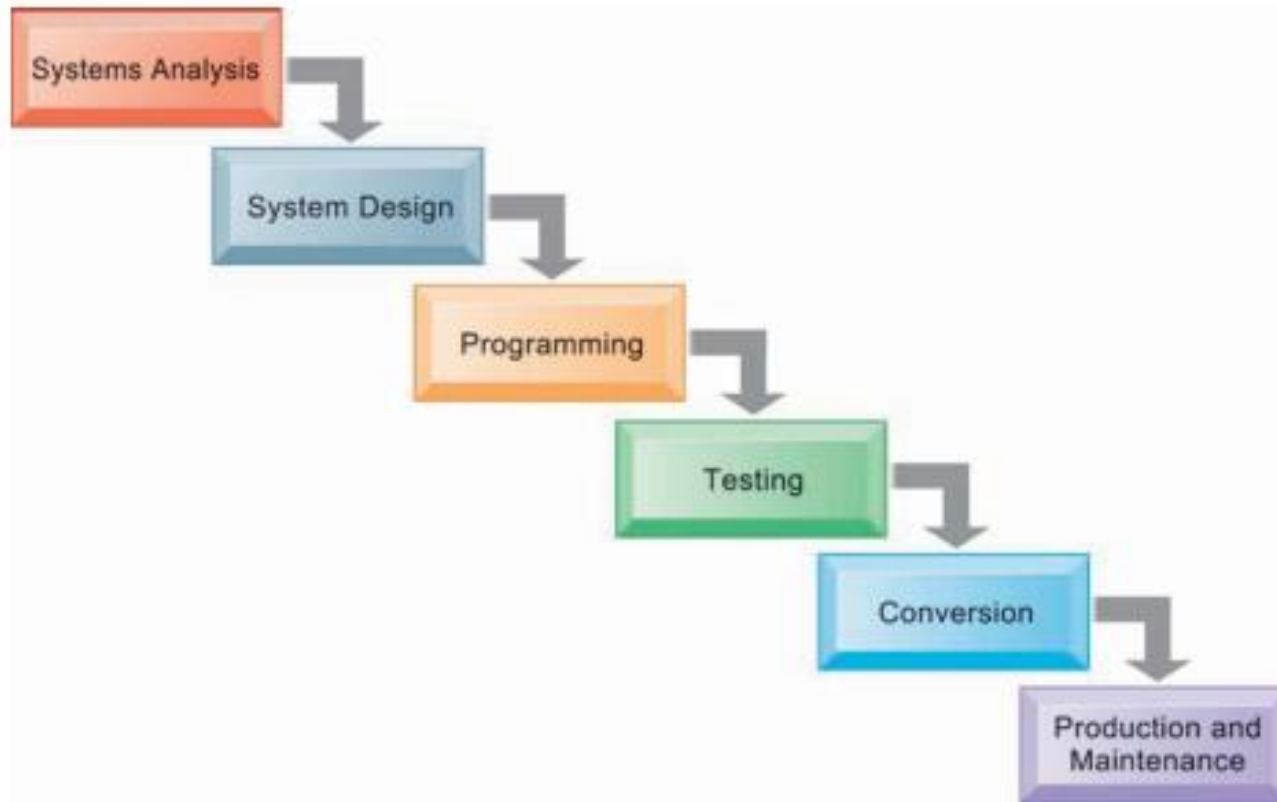 Systems Analysis
System Design
Programming
Testing
Conversion
Production and
Maintenance